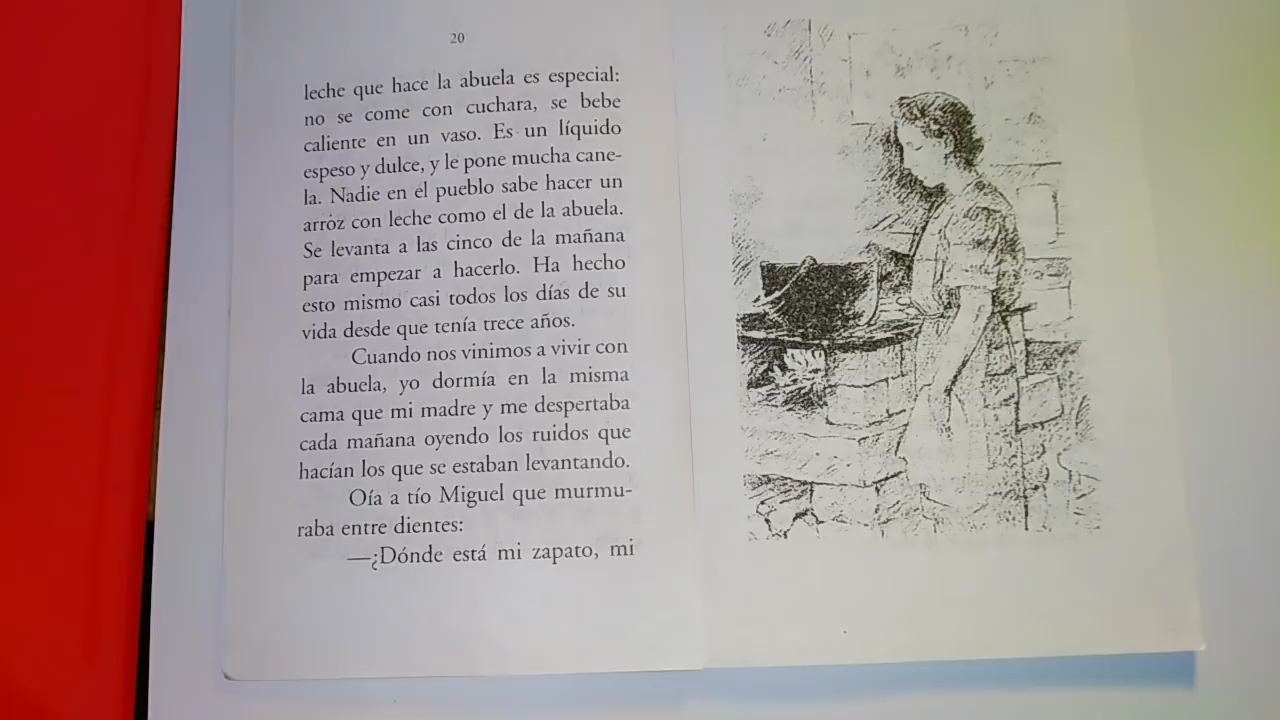 20
leche que hace la abuela es especial:
no se come con cuchara, se bebe
caliente en un vaso. Es un líquido
espeso y dulce, y le pone mucha cane-
la. Nadie en el pueblo sabe hacer un
arroz con leche como el de la abuela.
Se levanta a las cinco de la mañana
para empezar a hacerlo. Ha hecho
esto mismo casi todos los días de su
vida desde que tenía trece años.
Cuando nos vinimos a vivir con
la abuela, yo dormía en la misma
cama que mi madre y me despertaba
cada mañana oyendo los ruidos que
hacían los que se estaban levantando.
Oía a tío Miguel que murmu-
raba entre dientes:
—¿Dónde está mi zapato, mi